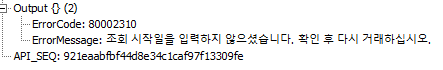 Output {} (2)
ErrorCode: 80002310
ErrorMessage: 조회 시작일을 입력하지 않으셨습니다. 확인 후 다시 거래하십시오.
API_SEQ: 921eaabfbf44d8e34c1caf97f13309fe